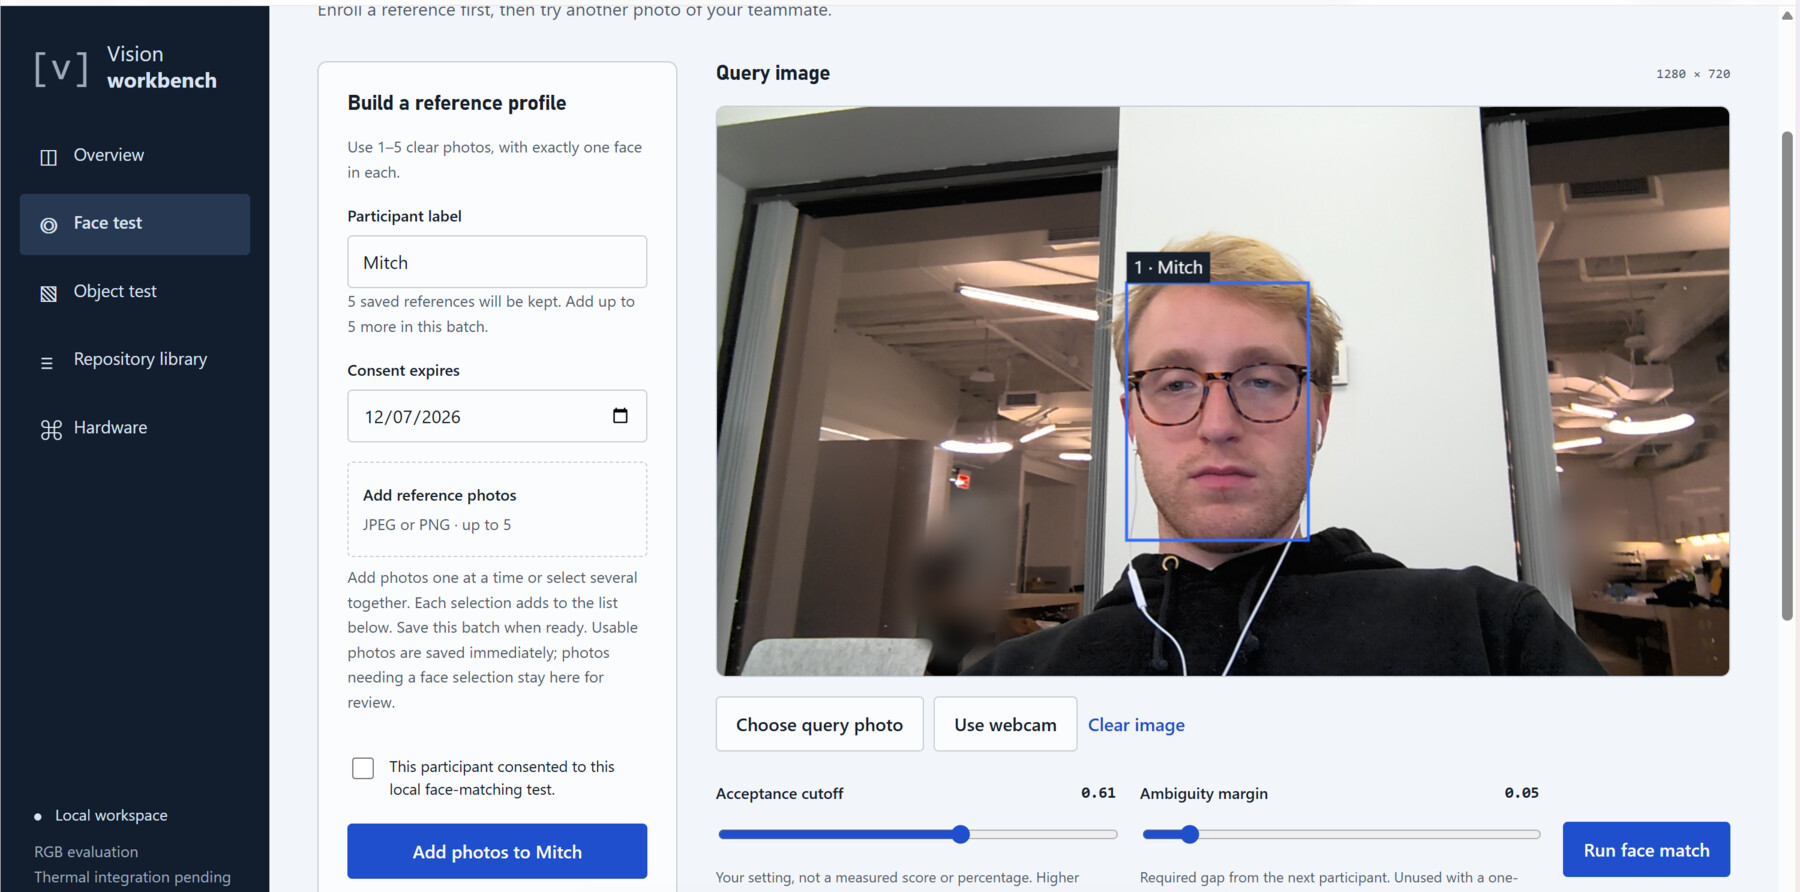 Enroll a reference first, then try another photo of your teammate.
[v]
Vision
workbench
Overview
Face test
Object test
Repository library
Hardware
Local workspace
RGB evaluation
Thermal integration pending
Build a reference profile
Use 1–5 clear photos, with exactly one face
in each.
Participant label
Mitch
5 saved references will be kept. Add up to
5 more in this batch.
Consent expires
12/07/2026
Add reference photos
JPEG or PNG · up to 5
Add photos one at a time or select several
together. Each selection adds to the list
below. Save this batch when ready. Usable
photos are saved immediately; photos
needing a face selection stay here for
review.
This participant consented to this
local face-matching test.
Add photos to Mitch
Query image
1280 × 720
1 · Mitch
Choose query photo
Use webcam
Clear image
Acceptance cutoff
0.61
Ambiguity margin
0.05
Run face match
Your setting, not a measured score or percentage. Higher
Required gap from the next participant. Unused with a one-